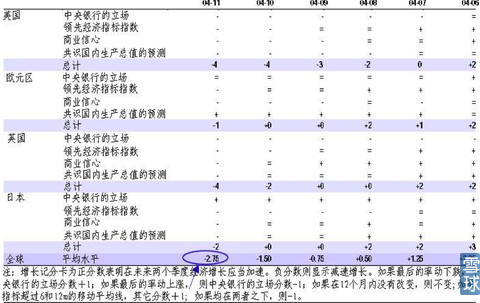 04-11 04-10 04-09 04-08 04-07 04-06
美国 中央银行的立场
领先经济指标指数
商业信心
共识国内生产总值的预测
总计 -4 -4 -3 -2 0 +2
欧元区 中央银行的立场
领先经济指标指数
商业信心
共识国内生产总值的预测
总计 -1 +0 +0 +2 +1 +2
英国 中央银行的立场
领先经济指标指数
商业信心
共识国内生产总值的预测
总计 -4 -2 +0 +0 +2 +2
日本 中央银行的立场
领先经济指标指数
商业信心
共识国内生产总值的预测
总计 -2 +0 +0 +2 +2 +3
全球 平均水平 -2.75 -1.50 -0.75 +0.50 +1.25
注：增长记分卡为正分数表明在未来两个季度经济增长应当加速。负分数则显示减速增长。如果最后的宰动下
分数＋1；如果最后的宰动上涨，/ 则中央银行的立场分数－1；如果在12个月内没有改变，则不变；如
指标超过6和12m的移动平均线，其它分数＋1；如果均在两者之下，则－1。
雪球